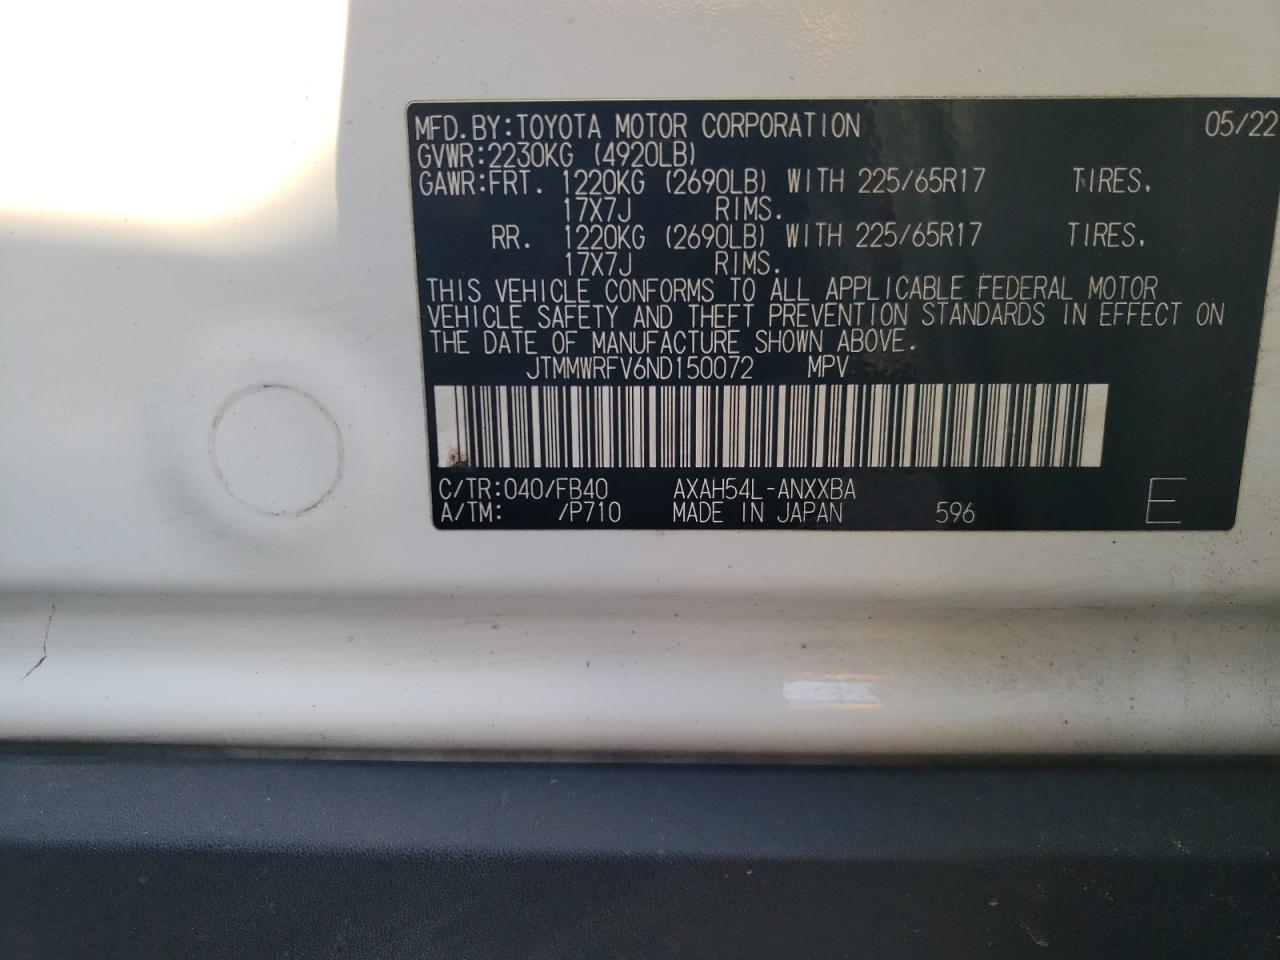 MFD.BY:TOYOTA MOTOR CORPORATION 05/22
GVWR:2230KG (4920LB)
GAWR:FRT. 1220KG (2690LB) WITH 225/65R17 TIRES.
17X7J RIMS.
RR. 1220KG (2690LB) WITH 225/65R17 TIRES.
17X7J RIMS.
THIS VEHICLE CONFORMS TO ALL APPLICABLE FEDERAL MOTOR
VEHICLE SAFETY AND THEFT PREVENTION STANDARDS IN EFFECT ON
THE DATE OF MANUFACTURE SHOWN ABOVE.
JTMMWRFV6ND150072 MPV
C/TR:040/FB40 AXAH54L-ANXXBA
A/TM: /P710 MADE IN JAPAN 596 E